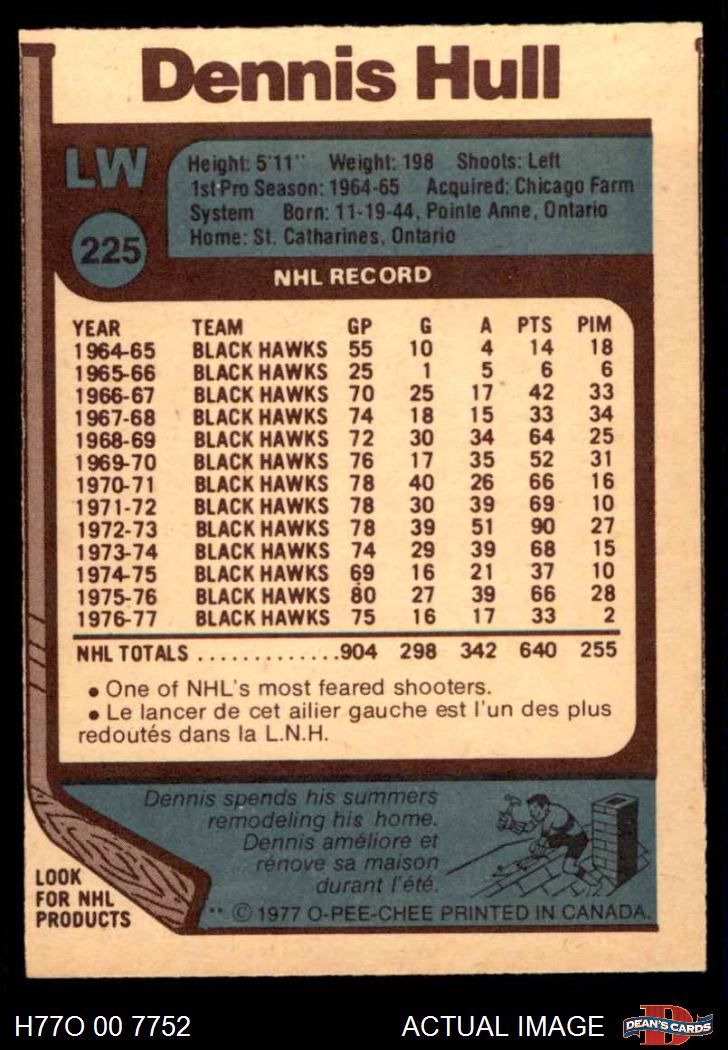 Dennis Hull
LW
Height: 5'11" Weight: 198 Shoots: Left
1st Pro Season: 1964-65 Acquired: Chicago Farm
System Born: 11-19-44, Pointe Anne, Ontario
Home: St. Catharines, Ontario
225
NHL RECORD
YEAR TEAM GP G A PTS PIM
1964-65 BLACK HAWKS 55 10 4 14 18
1965-66 BLACK HAWKS 25 1 5 6 6
1966-67 BLACK HAWKS 70 25 17 42 33
1967-68 BLACK HAWKS 74 18 15 33 34
1968-69 BLACK HAWKS 72 30 34 64 25
1969-70 BLACK HAWKS 76 17 35 52 31
1970-71 BLACK HAWKS 78 40 26 66 16
1971-72 BLACK HAWKS 78 30 39 69 10
1972-73 BLACK HAWKS 78 39 51 90 27
1973-74 BLACK HAWKS 74 29 39 68 15
1974-75 BLACK HAWKS 69 16 21 37 10
1975-76 BLACK HAWKS 80 27 39 66 28
1976-77 BLACK HAWKS 75 16 17 33 2
NHL TOTALS .............904 298 342 640 255
• One of NHL's most feared shooters.
• Le lancer de cet ailier gauche est l'un des plus
redoutés dans la L.N.H.
Dennis spends his summers
remodeling his home.
Dennis améliore et
rénove sa maison
durant l'été.
LOOK
FOR NHL
PRODUCTS
** © 1977 O-PEE-CHEE PRINTED IN CANADA.
H77O 00 7752 ACTUAL IMAGE
D
DEAN'S CARDS